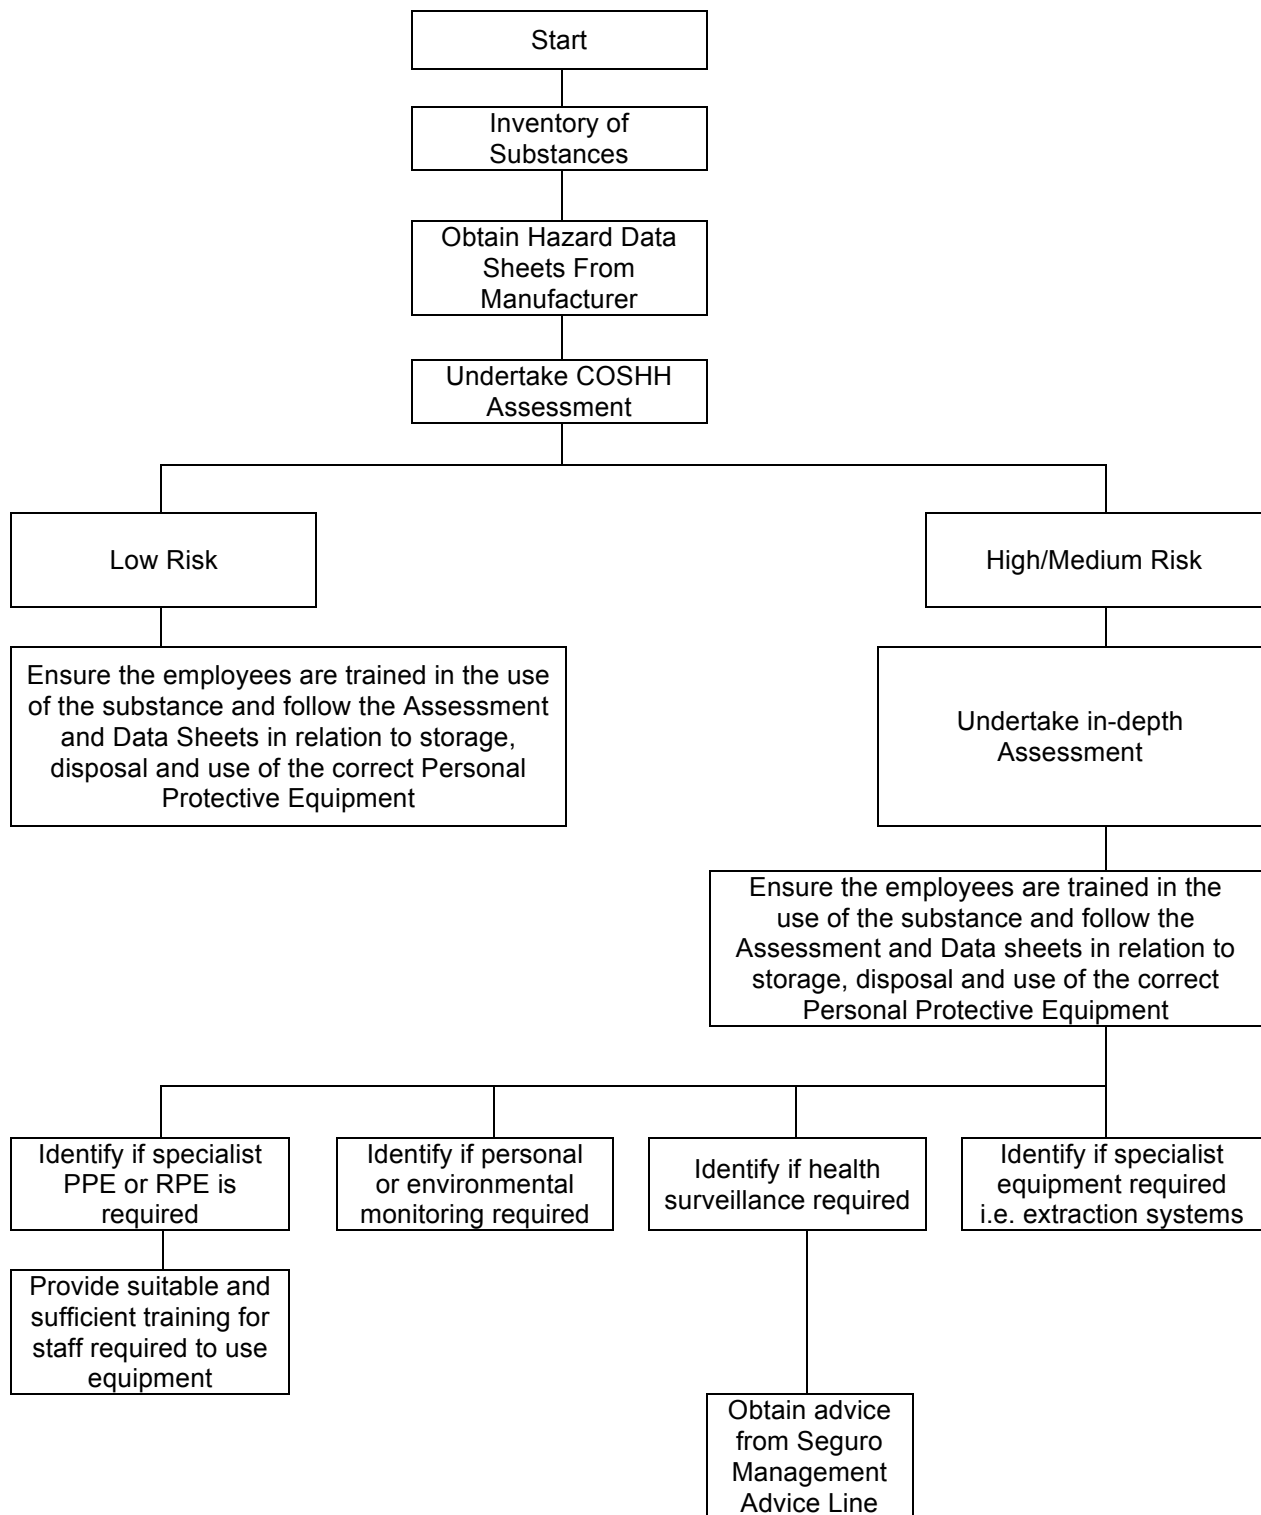 Start
Inventory of
Substances
Obtain Hazard Data
Sheets From
Manufacturer
Undertake COSHH
Assessment
Low Risk
High/Medium Risk
Ensure the employees are trained in the use
of the substance and follow the Assessment
and Data Sheets in relation to storage,
disposal and use of the correct Personal
Protective Equipment
Undertake in-depth
Assessment
Ensure the employees are trained in the
use of the substance and follow the
Assessment and Data sheets in relation to
storage, disposal and use of the correct
Personal Protective Equipment
Identify if specialist
PPE or RPE is
required
Identify if personal
or environmental
monitoring required
Identify if health
surveillance required
Identify if specialist
equipment required
i.e. extraction systems
Provide suitable and
sufficient training for
staff required to use
equipment
Obtain advice
from Seguro
Management
Advice Line